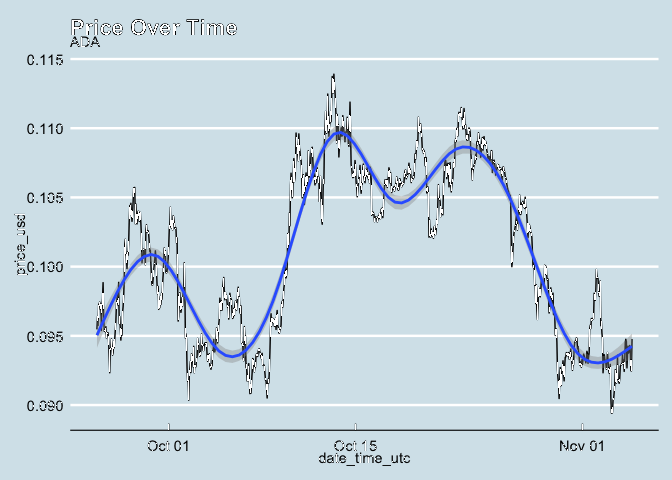 Price Over Time
ADA
0.115
0.110
0.105
0.100
0.095
0.090
price_usd
Oct 01
Oct 15
Nov 01
date_time_utc